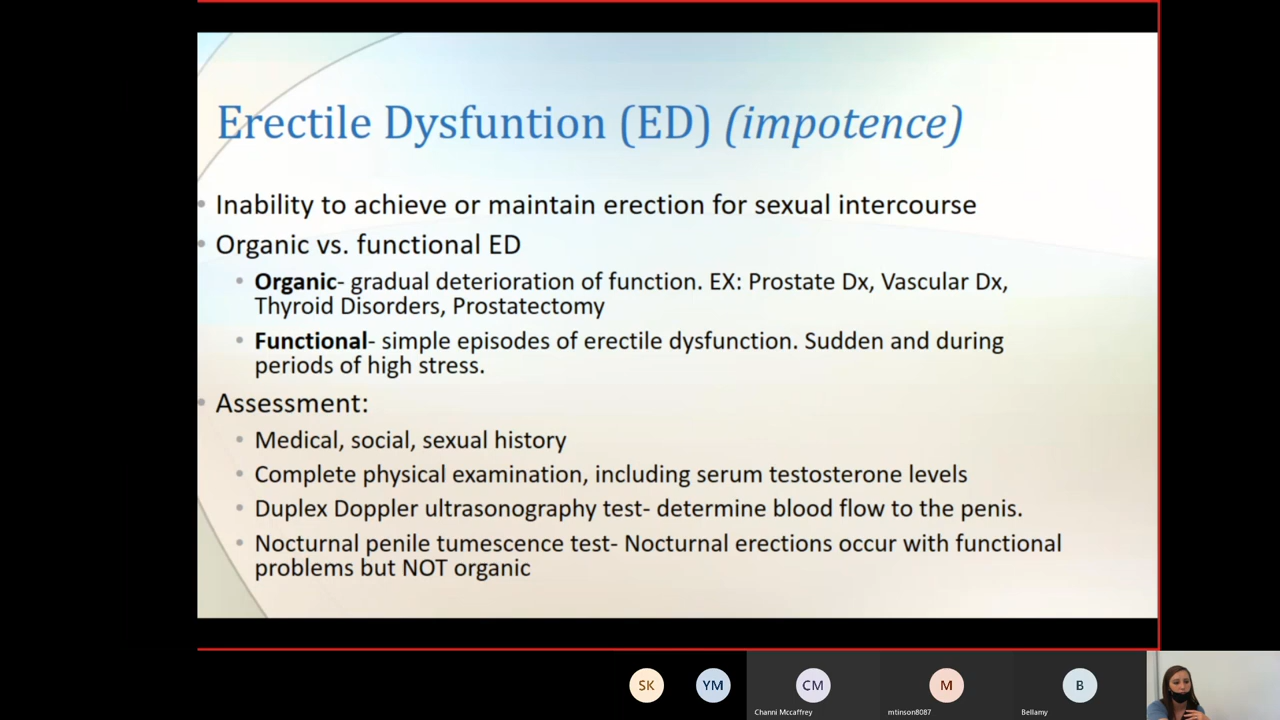 Erectile Dysfuntion (ED) (impotence)
Inability to achieve or maintain erection for sexual intercourse
Organic vs. functional ED
Organic- gradual deterioration of function. EX: Prostate Dx, Vascular Dx,
Thyroid Disorders, Prostatectomy
Functional- simple episodes of erectile dysfunction. Sudden and during
periods of high stress.
Assessment:
Medical, social, sexual history
Complete physical examination, including serum testosterone levels
Duplex Doppler ultrasonography test- determine blood flow to the penis.
Nocturnal penile tumescence test- Nocturnal erections occur with functional
problems but NOT organic
SK
YM
CM
M
B
Channi Mccaffrey
mtinson8087
Bellamy